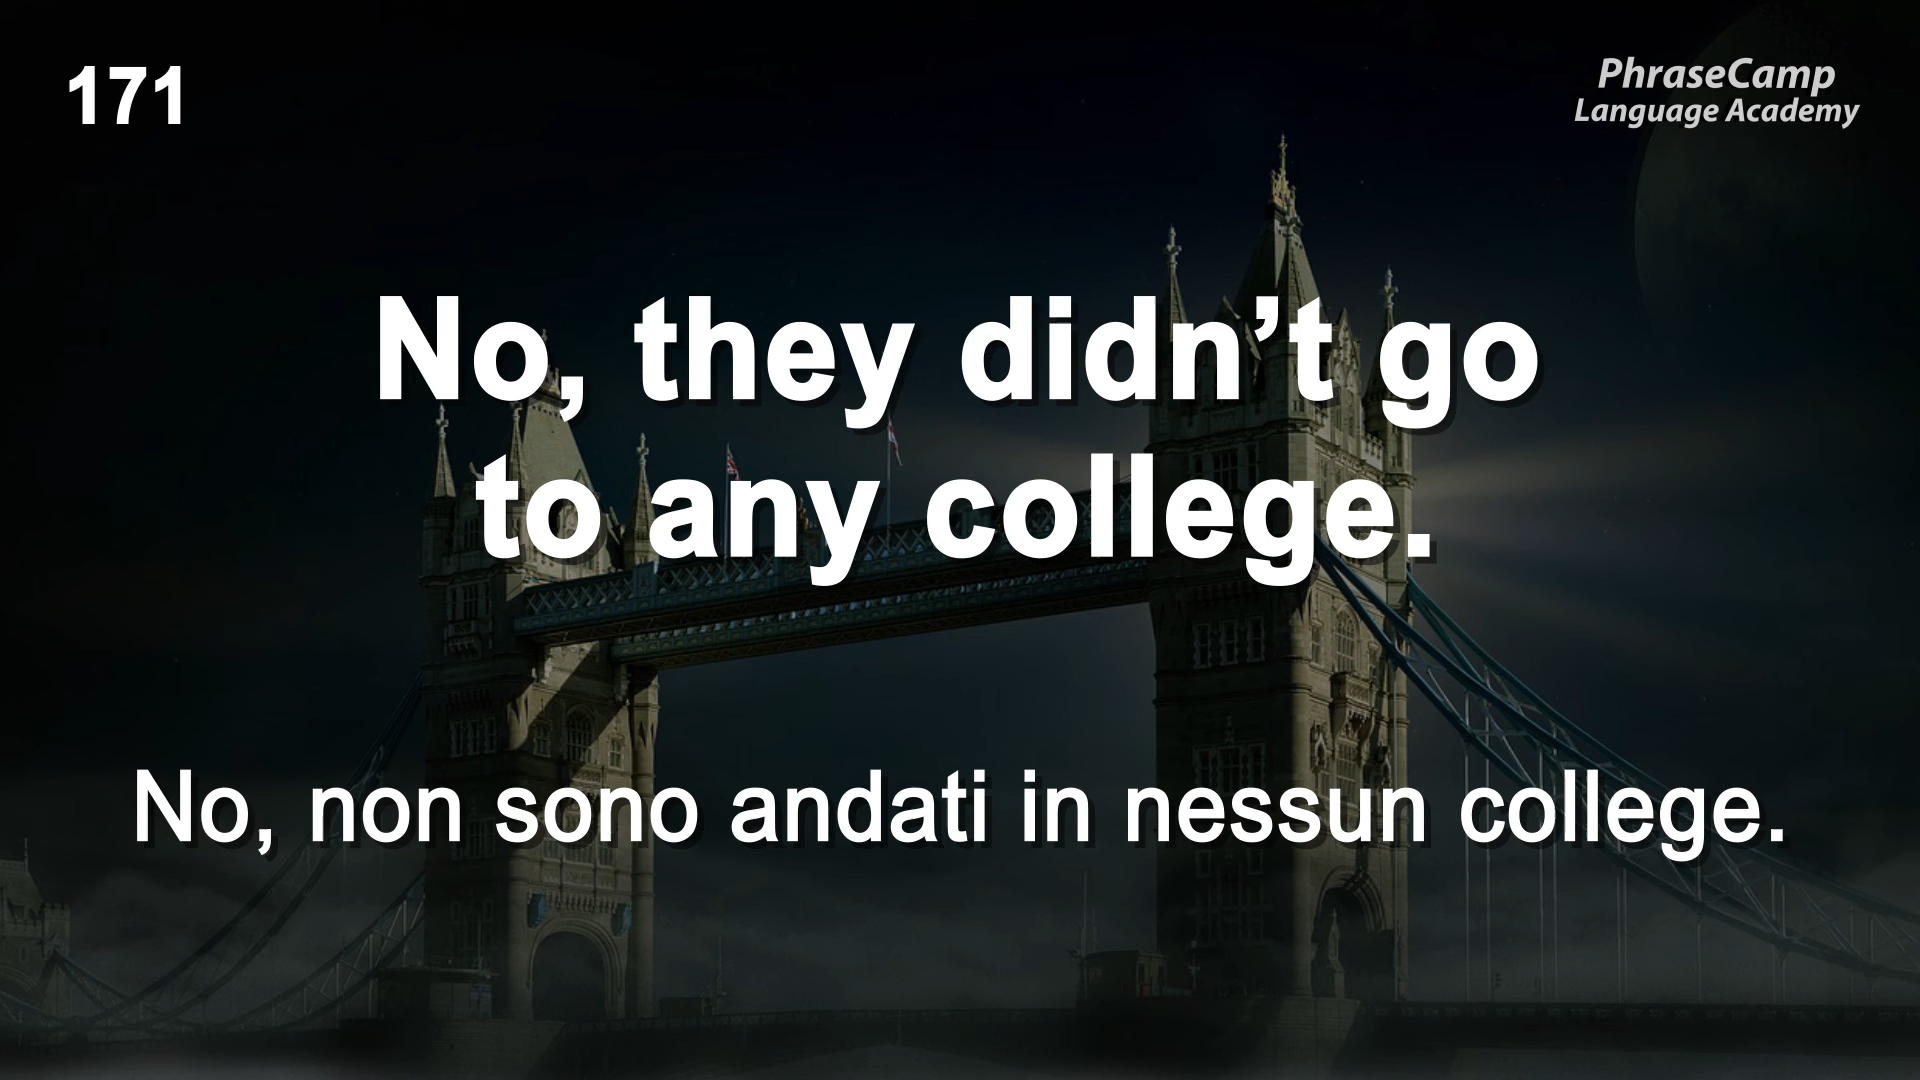 171
PhraseCamp
Language Academy
No, they didn’t go
to any college.
No, non sono andati in nessun college.